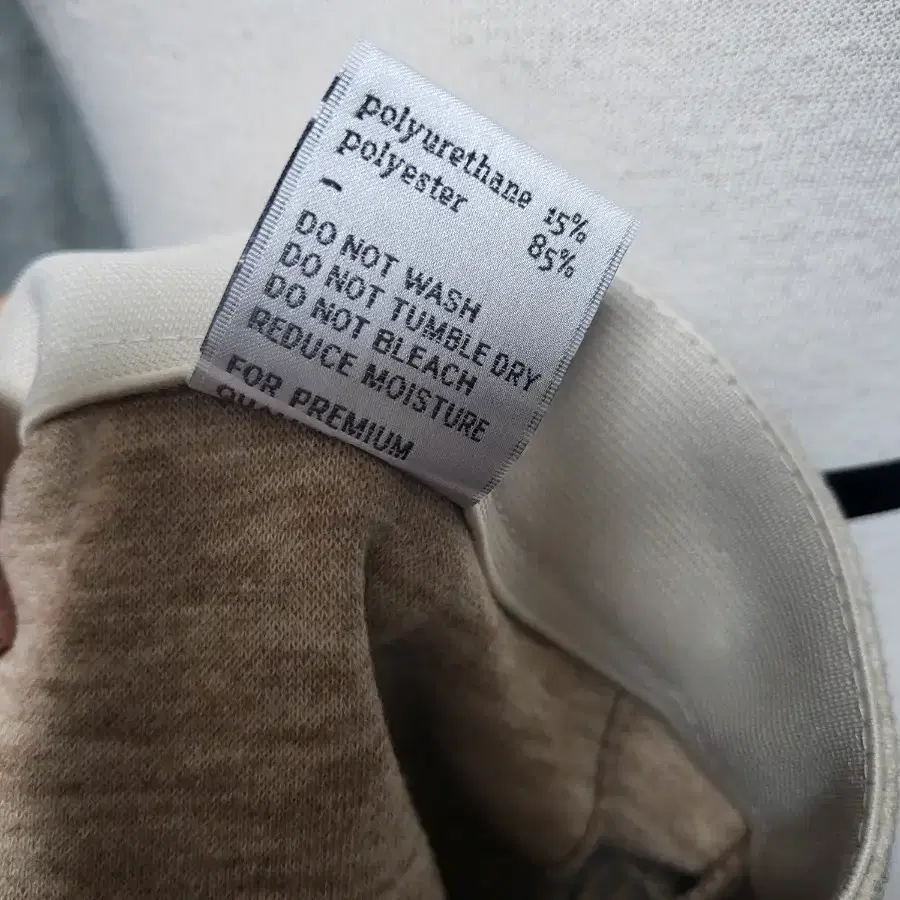 polyurethane 15%
polyester 85%
-
DO NOT WASH
DO NOT TUMBLE DRY
DO NOT BLEACH
REDUCE MOISTURE
FOR PREMIUM